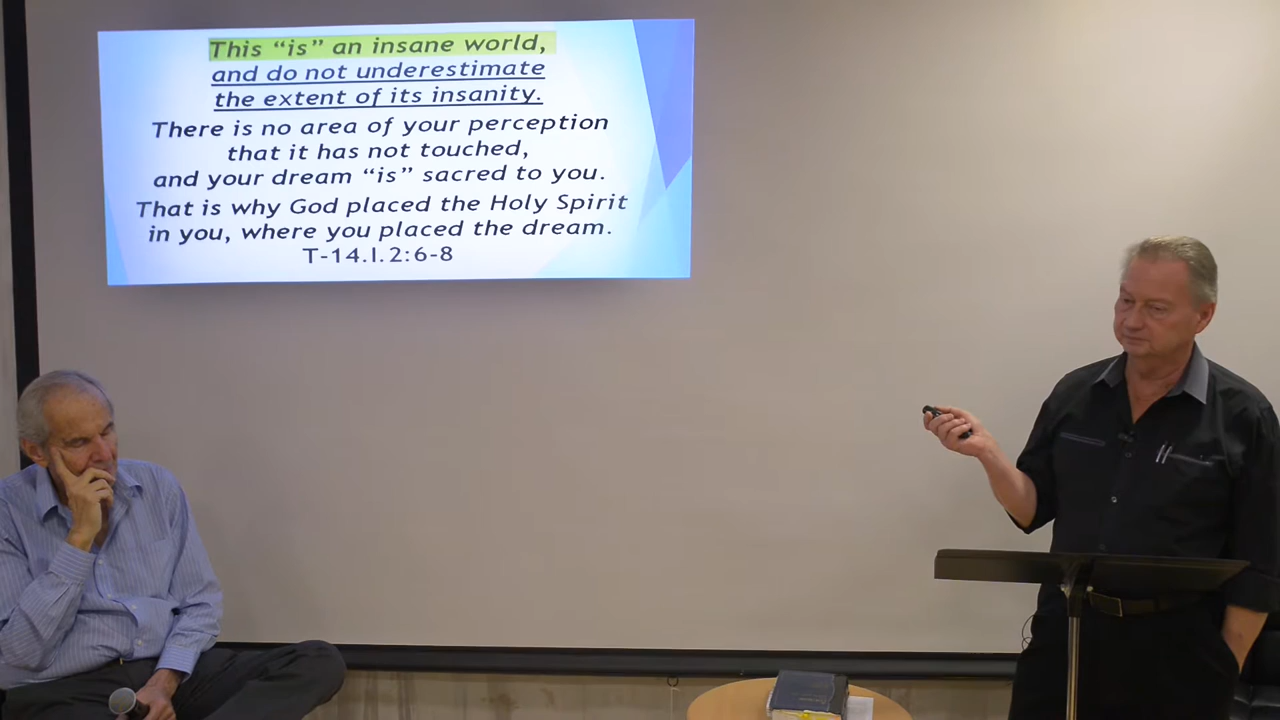 This “is” an insane world,
and do not underestimate
the extent of its insanity.
There is no area of your perception
that it has not touched,
and your dream “is” sacred to you.
That is why God placed the Holy Spirit
in you, where you placed the dream.
T-14.I.2:6-8